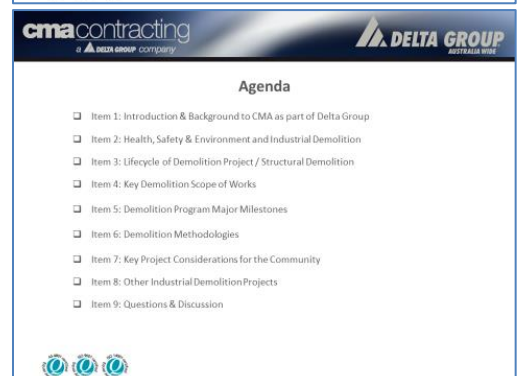 cmacontracting
a DELTA GROUP company
DELTA GROUP
AUSTRALIA WIDE
Agenda
Item 1: Introduction & Background to CMA as part of Delta Group
Item 2: Health, Safety & Environment and Industrial Demolition
Item 3: Lifecycle of Demolition Project / Structural Demolition
Item 4: Key Demolition Scope of Works
Item 5: Demolition Program Major Milestones
Item 6: Demolition Methodologies
Item 7: Key Project Considerations for the Community
Item 8: Other Industrial Demolition Projects
Item 9: Questions & Discussion